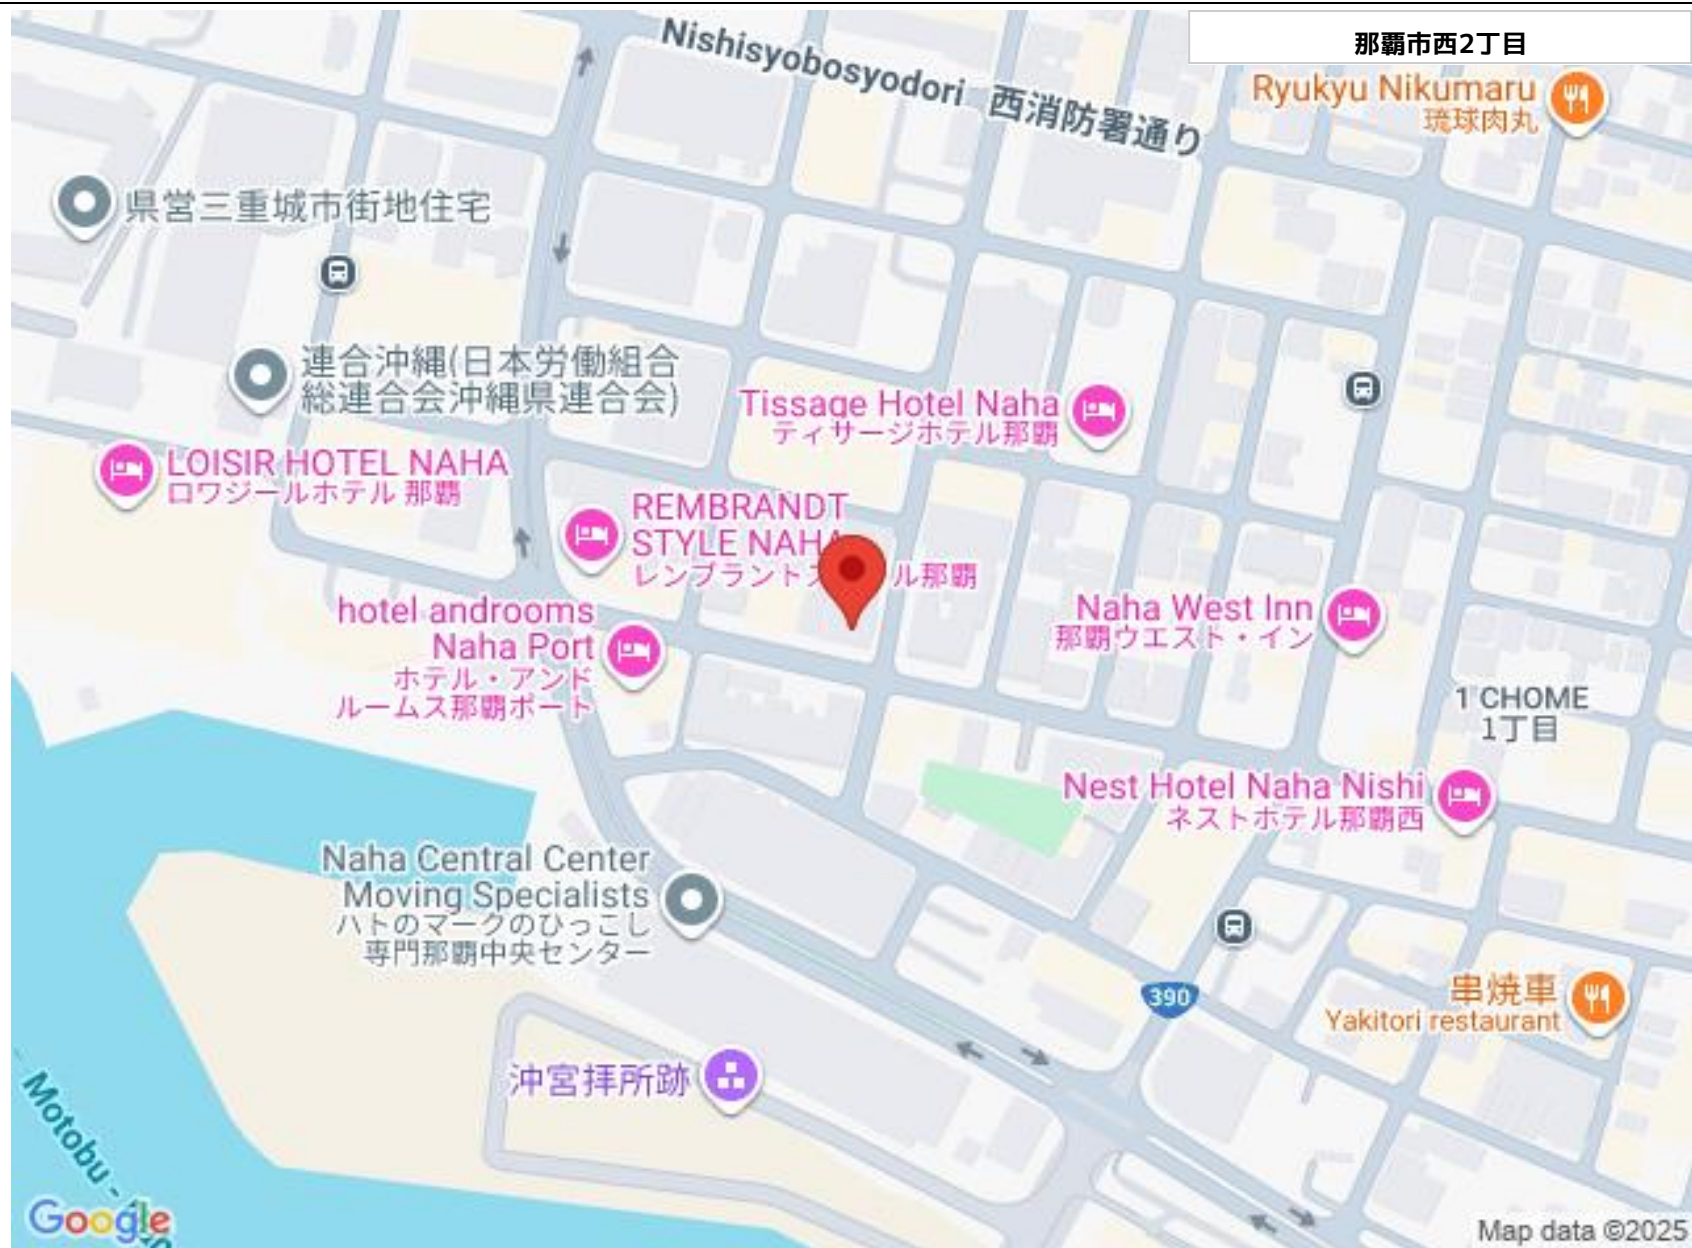 那覇市西2丁目
Nishisyobosyodori 西消防署通り
Ryukyu Nikumaru
琉球肉丸
県営三重城市街地住宅
連合沖縄(日本労働組合
総連合会沖縄県連合会)
Tissage Hotel Naha
ティサージホテル那覇
LOISIR HOTEL NAHA
ロワジールホテル 那覇
REMBRANDT
STYLE NAHA
レンブラントス ル那覇
hotel androoms
Naha Port
ホテル・アンド
ルームス那覇ポート
Naha West Inn
那覇ウエスト・イン
1 CHOME
1丁目
Nest Hotel Naha Nishi
ネストホテル那覇西
Naha Central Center
Moving Specialists
ハトのマークのひっこし
専門那覇中央センター
390
串焼車
Yakitori restaurant
沖宮拝所跡
Motobu -
Google
Map data ©2025